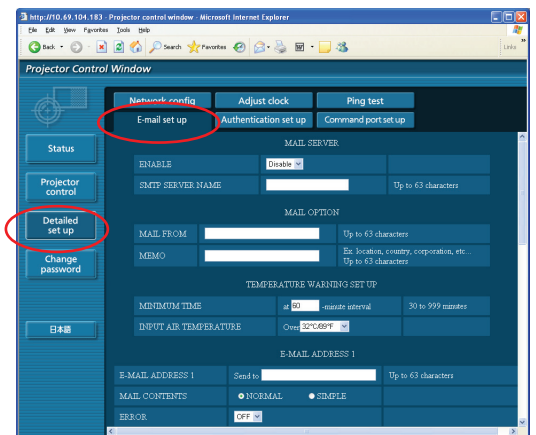 http://10.69.104.183 - Projector control window - Microsoft Internet Explorer
File Edit View Favorites Tools Help
Back Search Favorites Links
Projector Control Window
Network config Adjust clock Ping test
E-mail set up Authentication set up Command port set up
Status
Projector control
Detailed set up
Change password
日本語
MAIL SERVER
ENABLE Disable
SMTP SERVER NAME Up to 63 characters
MAIL OPTION
MAIL FROM Up to 63 characters
MEMO Ex. location, country, corporation, etc...
Up to 63 characters
TEMPERATURE WARNING SET UP
MINIMUM TIME at 60 -minute interval 30 to 999 minutes
INPUT AIR TEMPERATURE Over 32°C/89°F
E-MAIL ADDRESS 1
E-MAIL ADDRESS 1 Send to Up to 63 characters
MAIL CONTENTS NORMAL SIMPLE
ERROR OFF